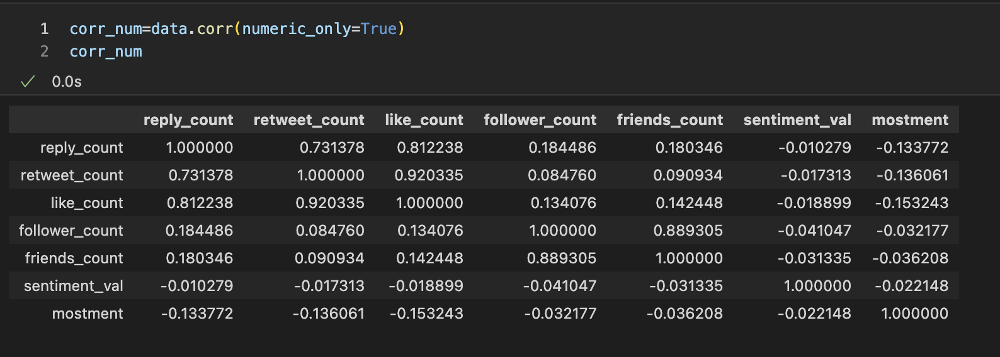 1 corr_num=data.corr(numeric_only=True)
2 corr_num
✓ 0.0s
reply_count retweet_count like_count follower_count friends_count sentiment_val mostment
reply_count 1.000000 0.731378 0.812238 0.184486 0.180346 -0.010279 -0.133772
retweet_count 0.731378 1.000000 0.920335 0.084760 0.090934 -0.017313 -0.136061
like_count 0.812238 0.920335 1.000000 0.134076 0.142448 -0.018899 -0.153243
follower_count 0.184486 0.084760 0.134076 1.000000 0.889305 -0.041047 -0.032177
friends_count 0.180346 0.090934 0.142448 0.889305 1.000000 -0.031335 -0.036208
sentiment_val -0.010279 -0.017313 -0.018899 -0.041047 -0.031335 1.000000 -0.022148
mostment -0.133772 -0.136061 -0.153243 -0.032177 -0.036208 -0.022148 1.000000